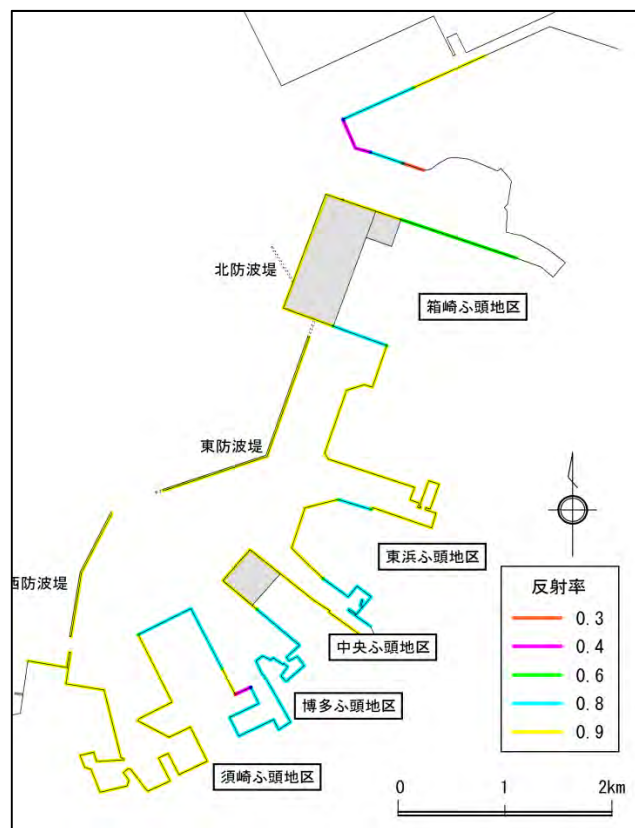 北防波堤
箱崎ふ頭地区
東防波堤
東浜ふ頭地区
西防波堤
中央ふ頭地区
博多ふ頭地区
須崎ふ頭地区
反射率
0.3
0.4
0.6
0.8
0.9
0 1 2km